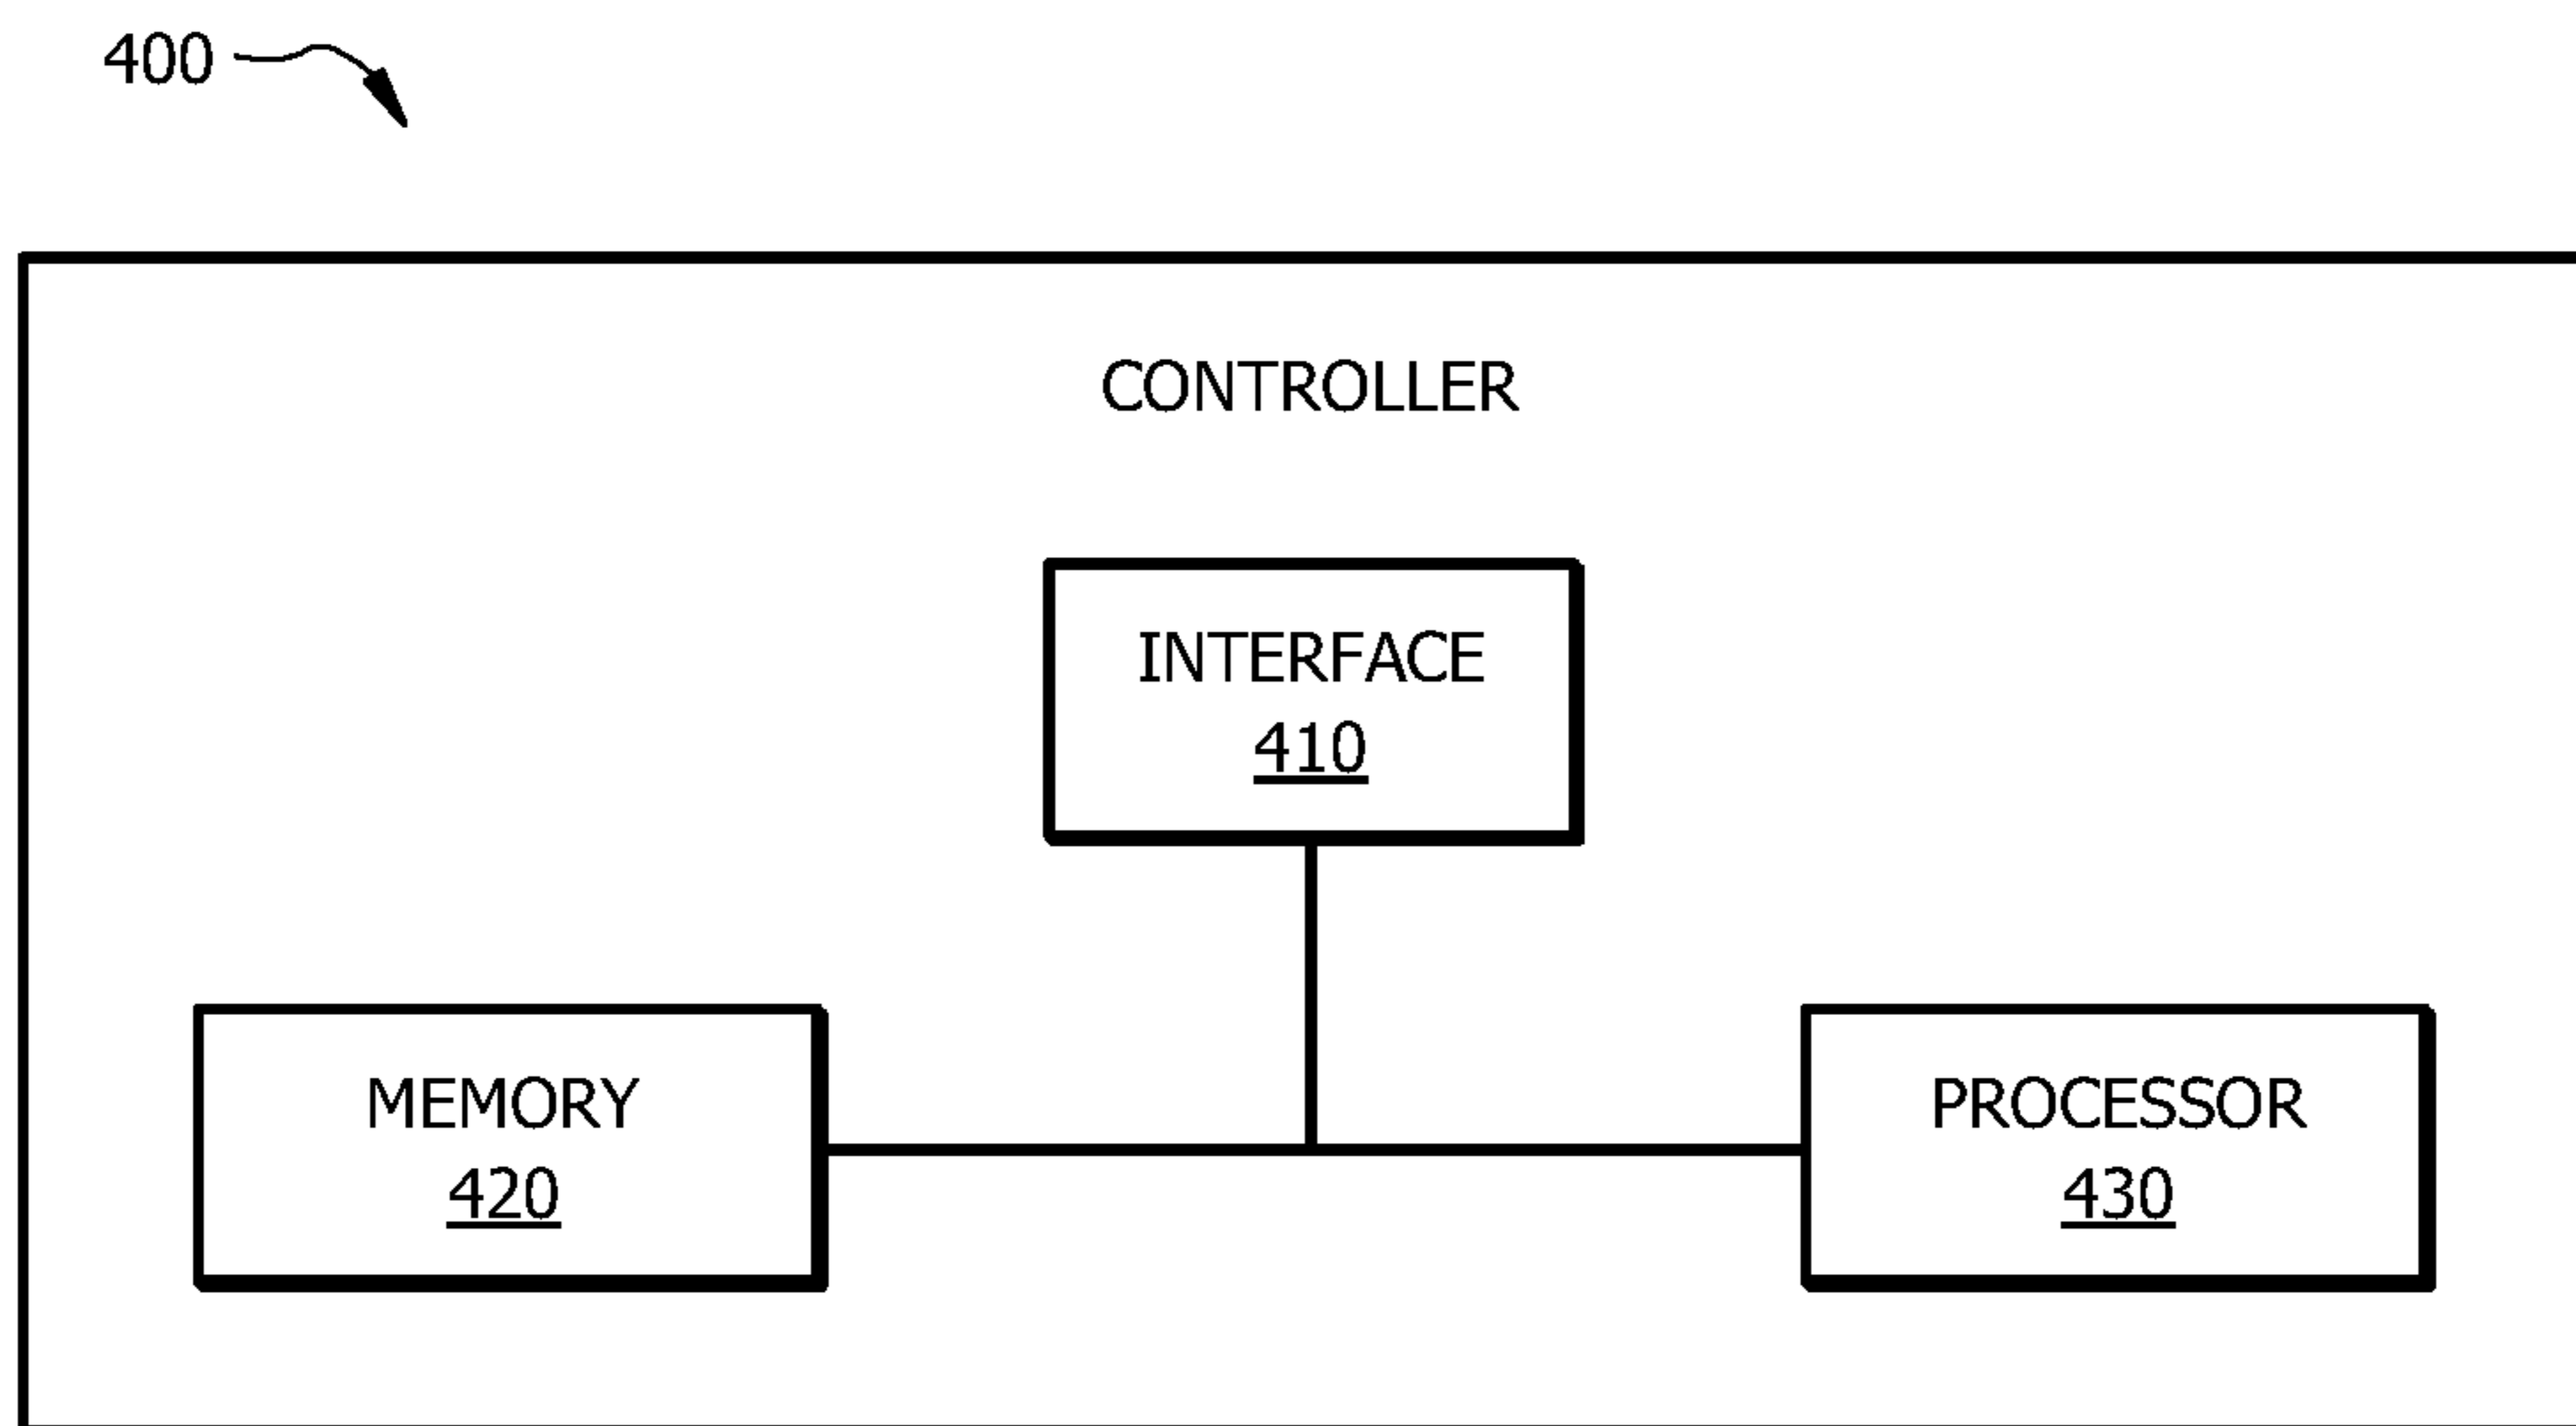 400
CONTROLLER
INTERFACE
410
MEMORY
420
PROCESSOR
430